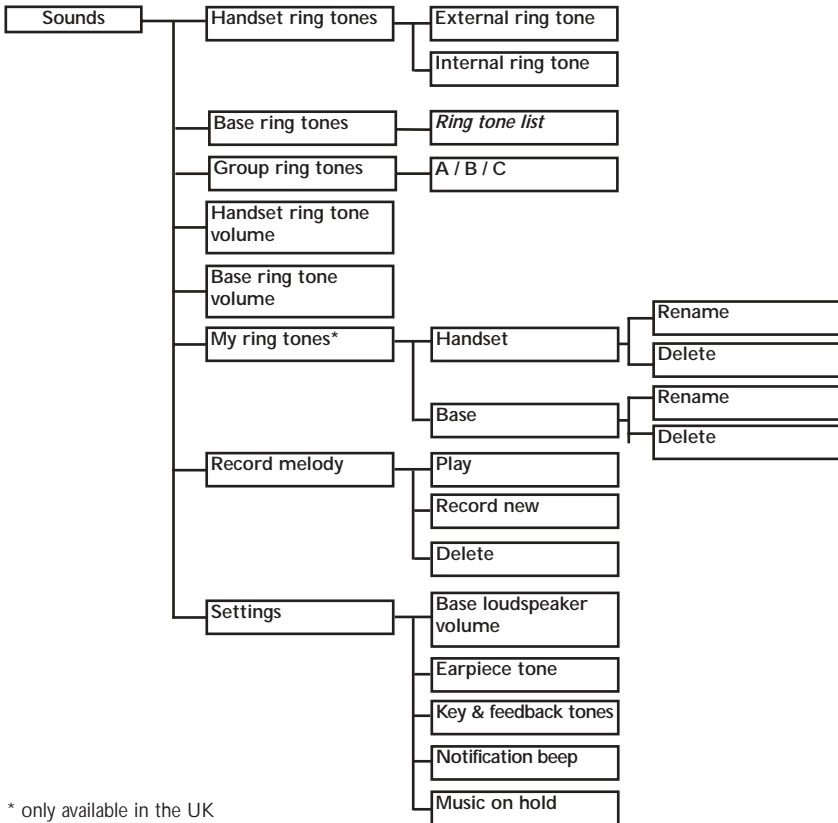 Sounds
Handset ring tones
External ring tone
Internal ring tone
Base ring tones
Ring tone list
Group ring tones
A / B / C
Handset ring tone
volume
Base ring tone
volume
My ring tones*
Handset
Rename
Delete
Base
Rename
Delete
Record melody
Play
Record new
Delete
Settings
Base loudspeaker
volume
Earpiece tone
Key & feedback tones
Notification beep
Music on hold
* only available in the UK